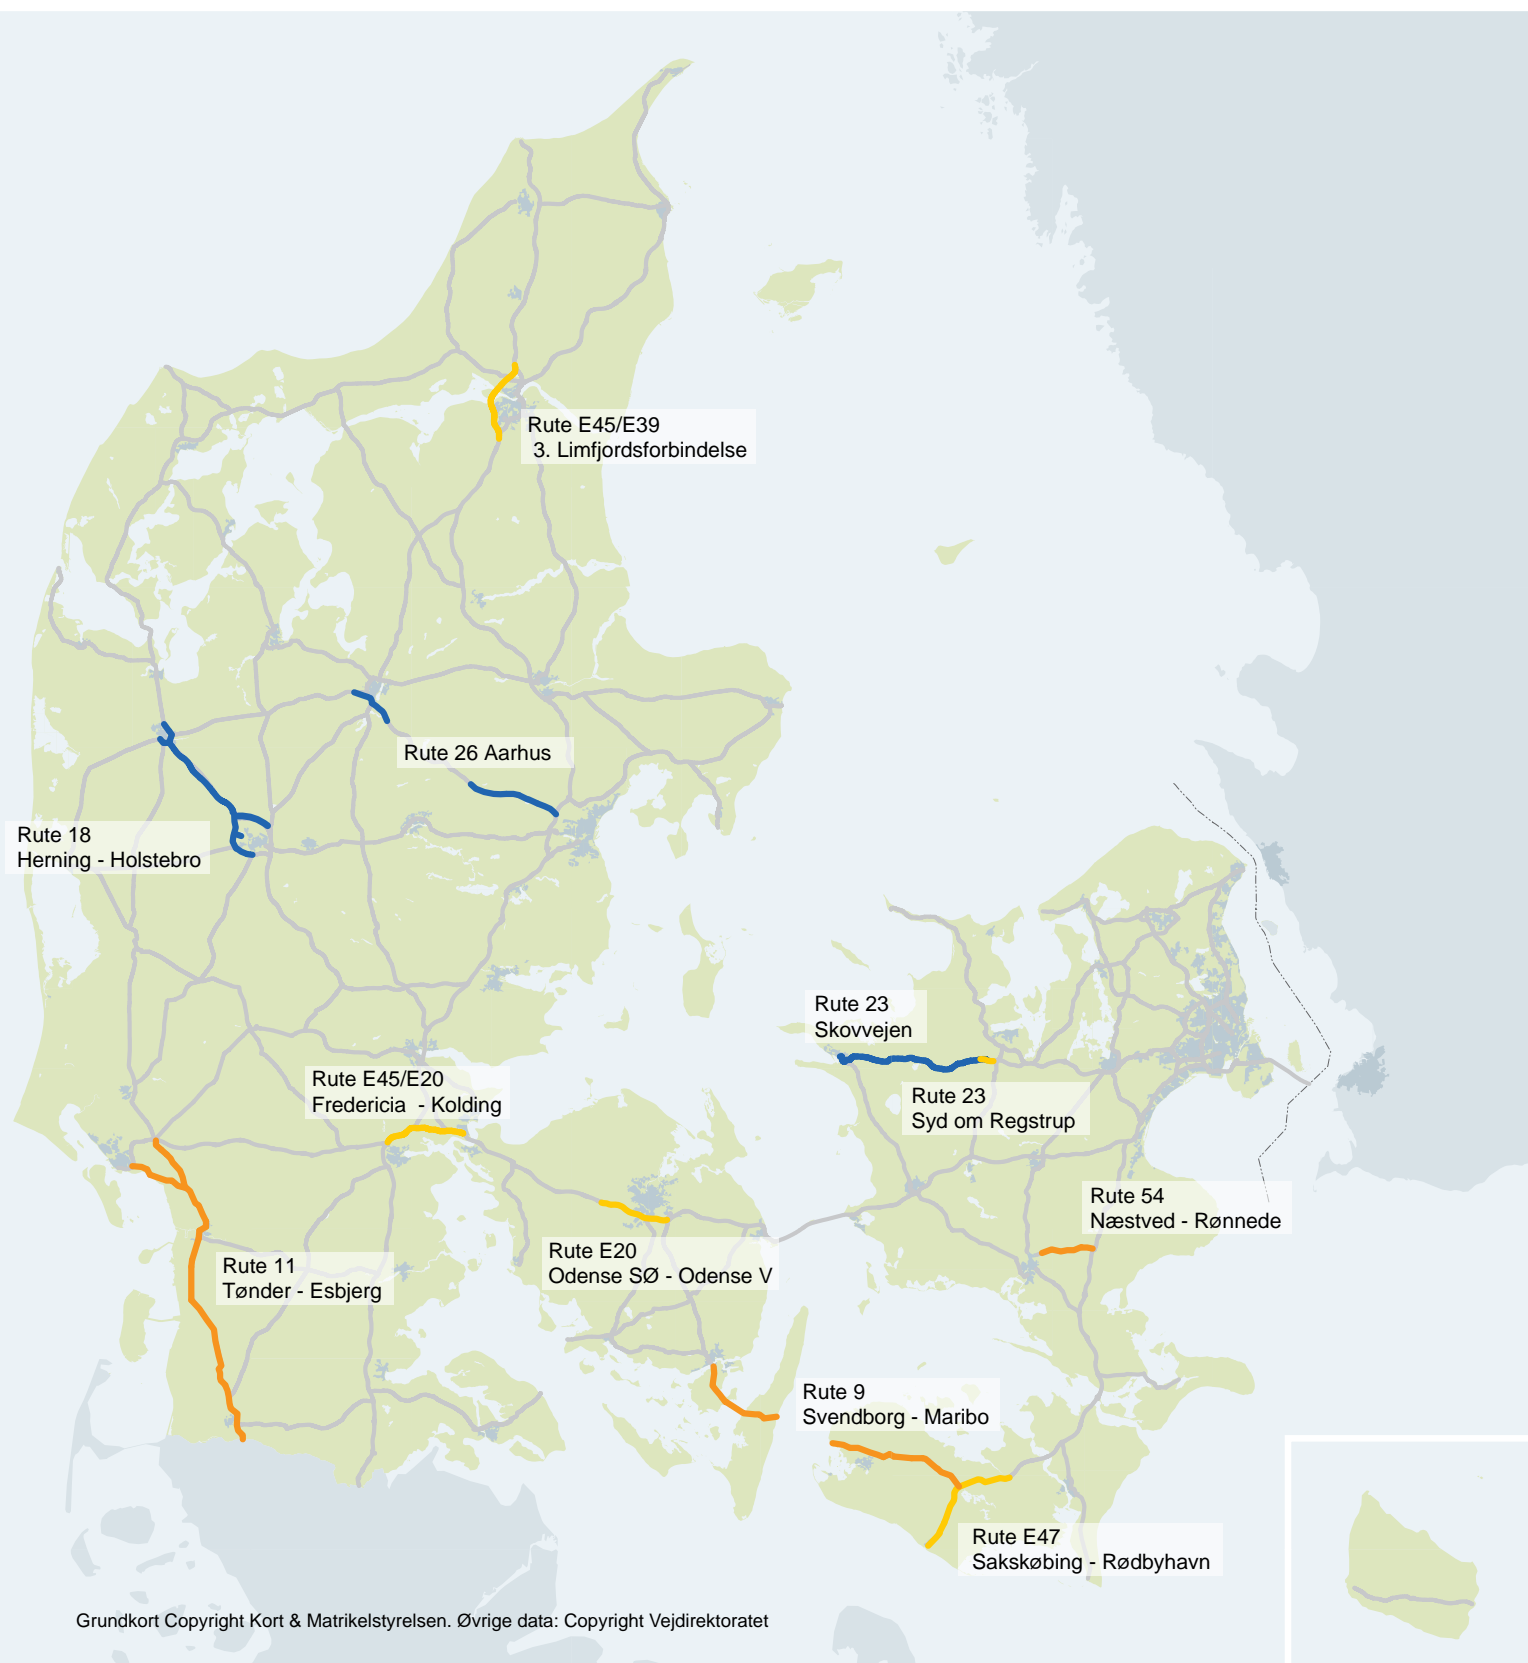 Rute E45/E39
3. Limfjordsforbindelse
Rute 26 Aarhus
Rute 18
Herning - Holstebro
Rute 23
Skovvejen
Rute E45/E20
Fredericia - Kolding
Rute 23
Syd om Regstrup
Rute 54
Næstved - Rønnede
Rute E20
Odense SØ - Odense V
Rute 11
Tønder - Esbjerg
Rute 9
Svendborg - Maribo
Rute E47
Sakskøbing - Rødbyhavn
Grundkort Copyright Kort & Matrikelstyrelsen. Øvrige data: Copyright Vejdirektoratet